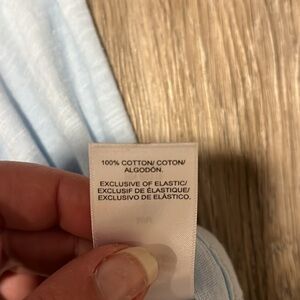 100% COTTON/ COTON/
ALGODÓN.
EXCLUSIVE OF ELASTIC/
EXCLUSIF DE ÉLASTIQUE/
EXCLUSIVO DE ELÁSTICO.